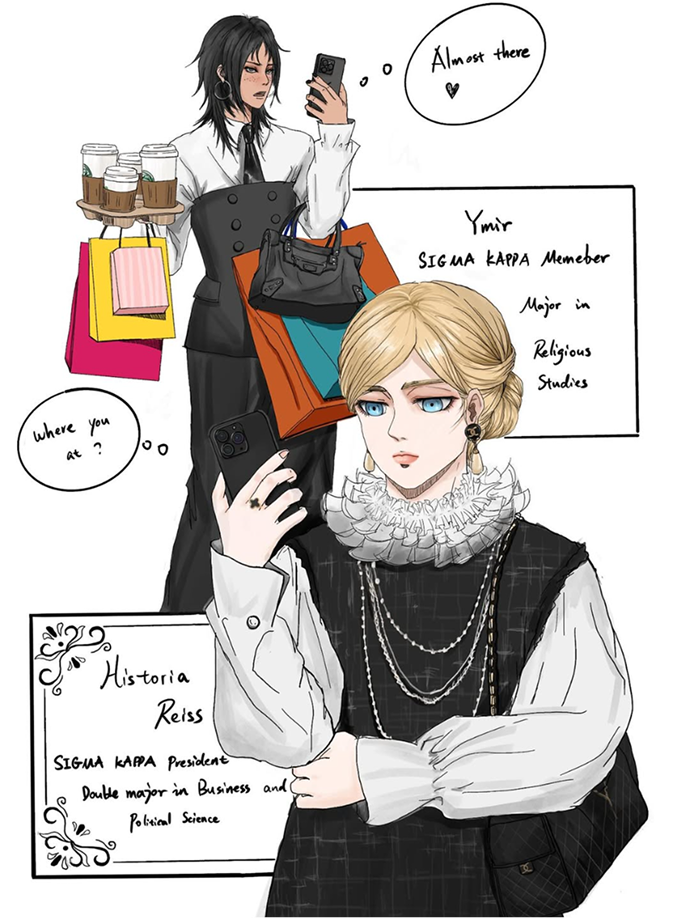 Almost there
Ymir
SIGMA KAPPA Memeber
Major in
Religious
Studies
Where you
at ?
Historia
Reiss
SIGMA KAPPA President
Double major in Business and
Political Science